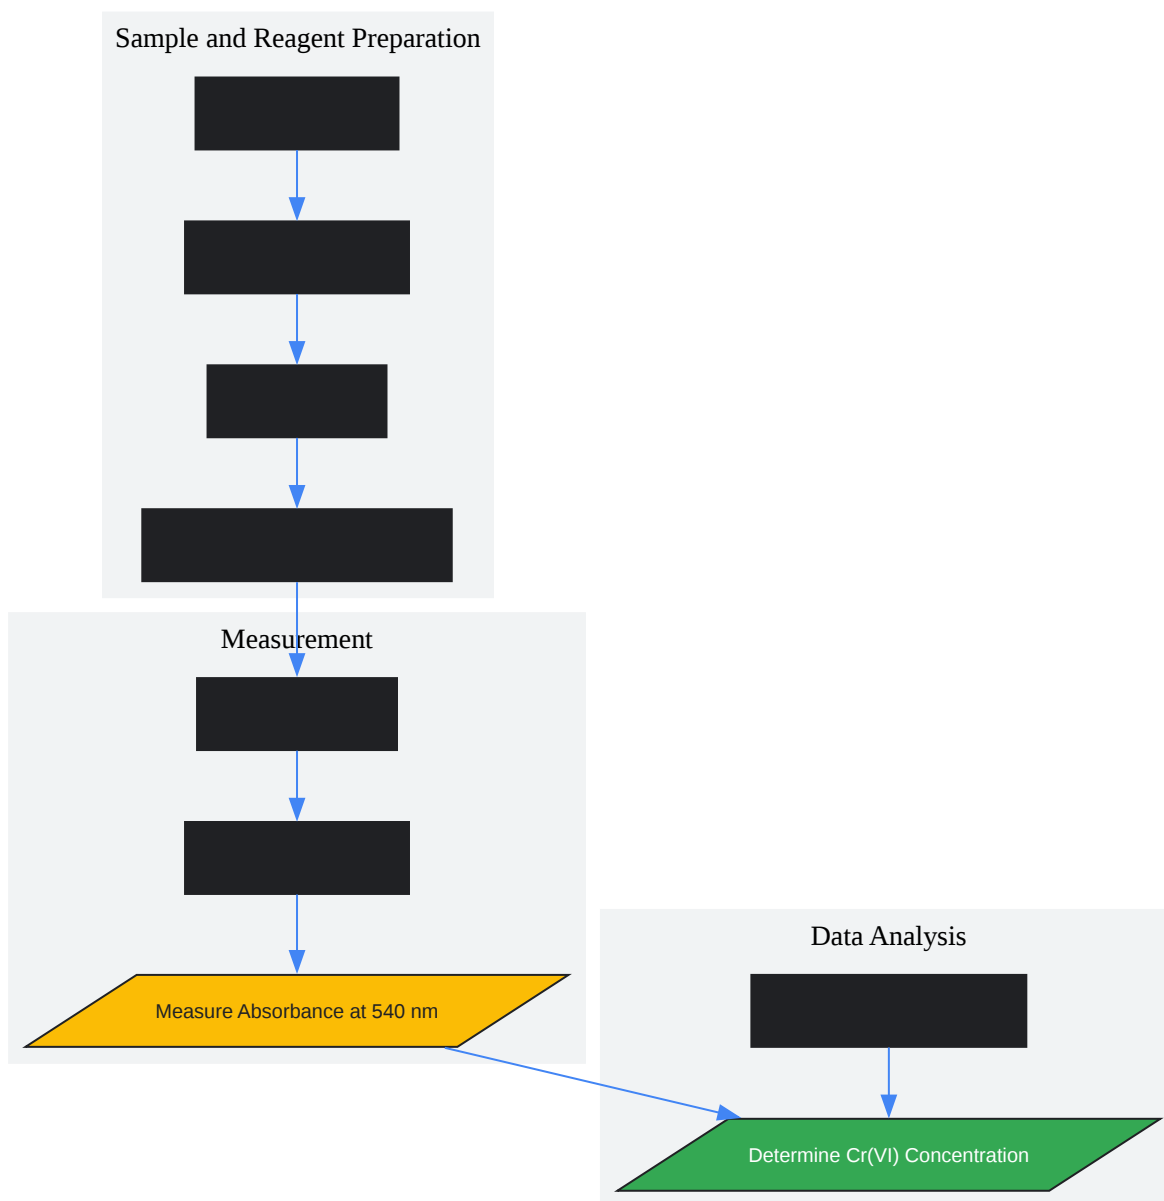 Sample and Reagent Preparation
Measurement
Measure Absorbance at 540 nm
Data Analysis
Determine Cr(VI) Concentration